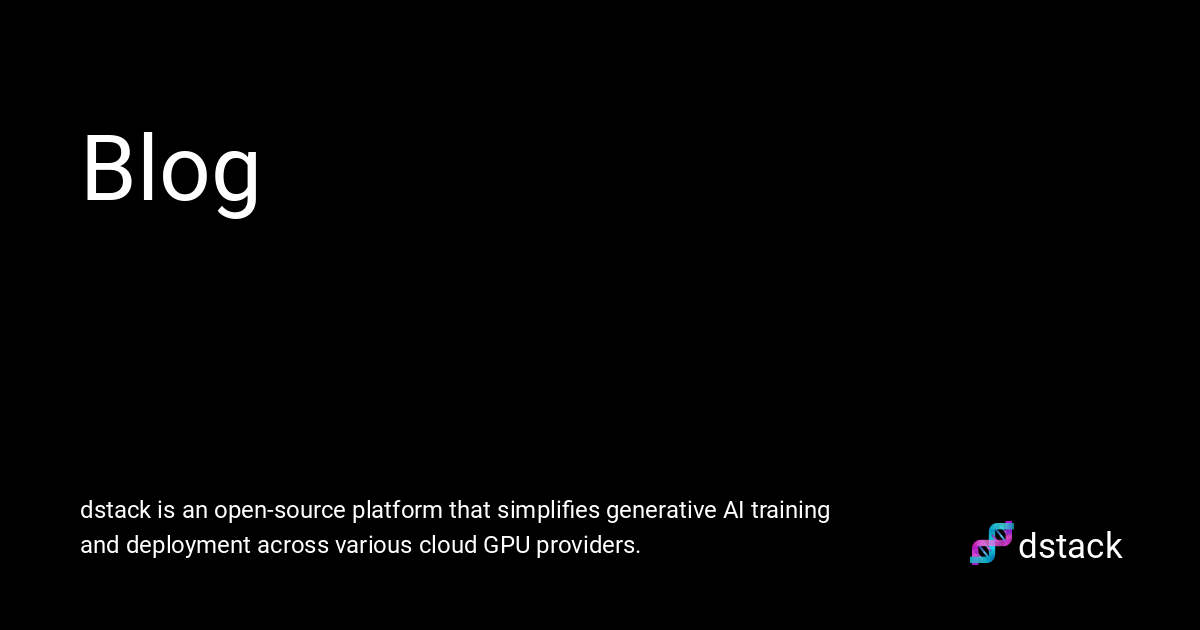 Blog
dstack is an open-source platform that simplifies generative AI training
and deployment across various cloud GPU providers.
dstack